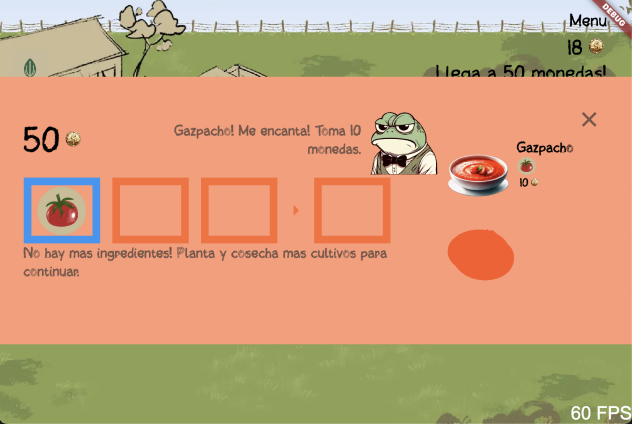 DEBUG
Menu
18
Llega a 50 monedas!
50
Gazpacho! Me encanta! Toma 10
monedas.
Gazpacho
10
No hay mas ingredientes! Planta y cosecha mas cultivos para
continuar.
60 FPS